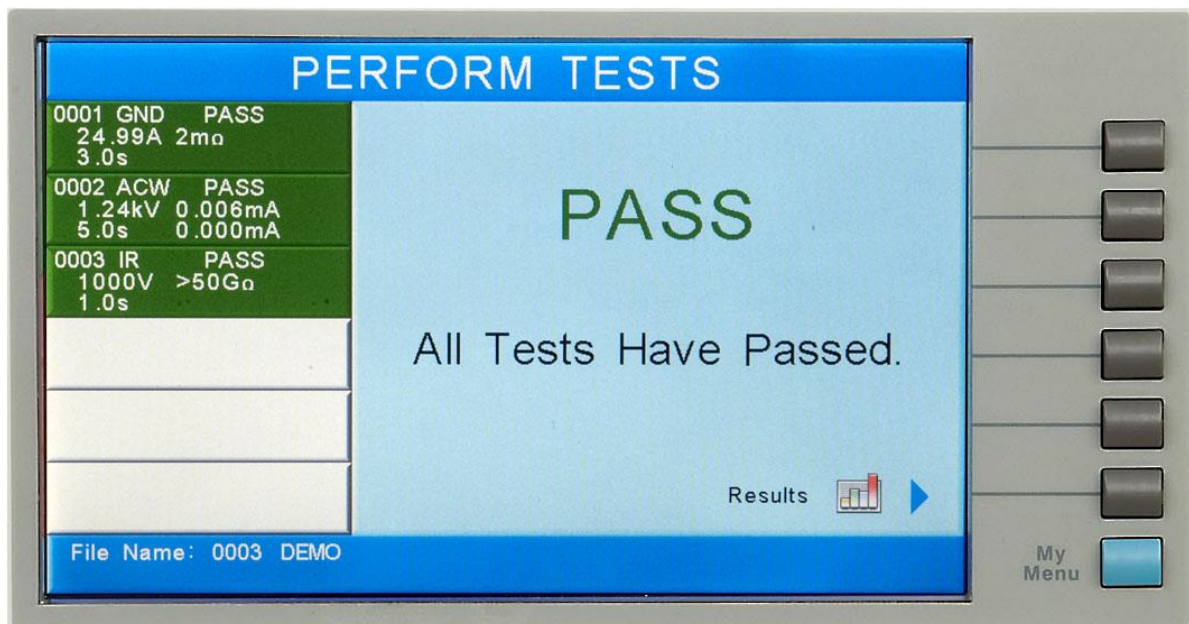 PERFORM TESTS
0001 GND PASS
24.99A 2mΩ
3.0s
0002 ACW PASS
1.24kV 0.006mA
5.0s 0.000mA
0003 IR PASS
1000V >50GΩ
1.0s
PASS
All Tests Have Passed.
Results
File Name: 0003 DEMO
My
Menu